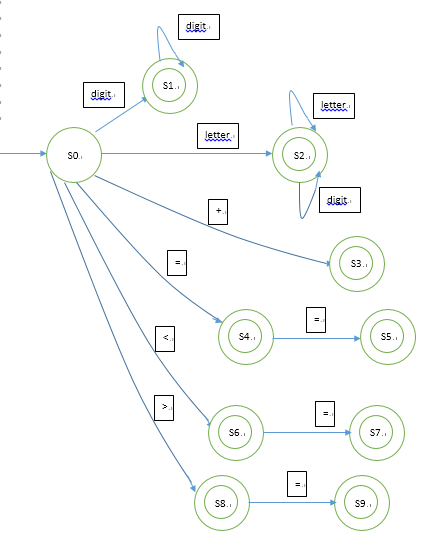 digit
S1
digit
letter
letter
S0
S2
digit
+
S3
=
=
S4
S5
<
=
>
S6
S7
=
S8
S9